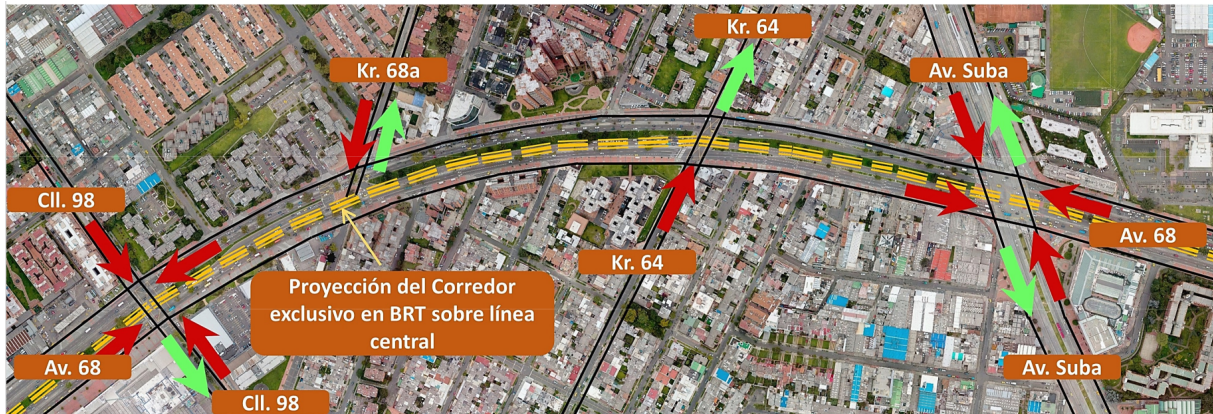 Kr. 64
Kr. 68a
Av. Suba
Cll. 98
Av. 68
Kr. 64
Proyección del Corredor
exclusivo en BRT sobre línea
central
Av. 68
Av. Suba
Cll. 98